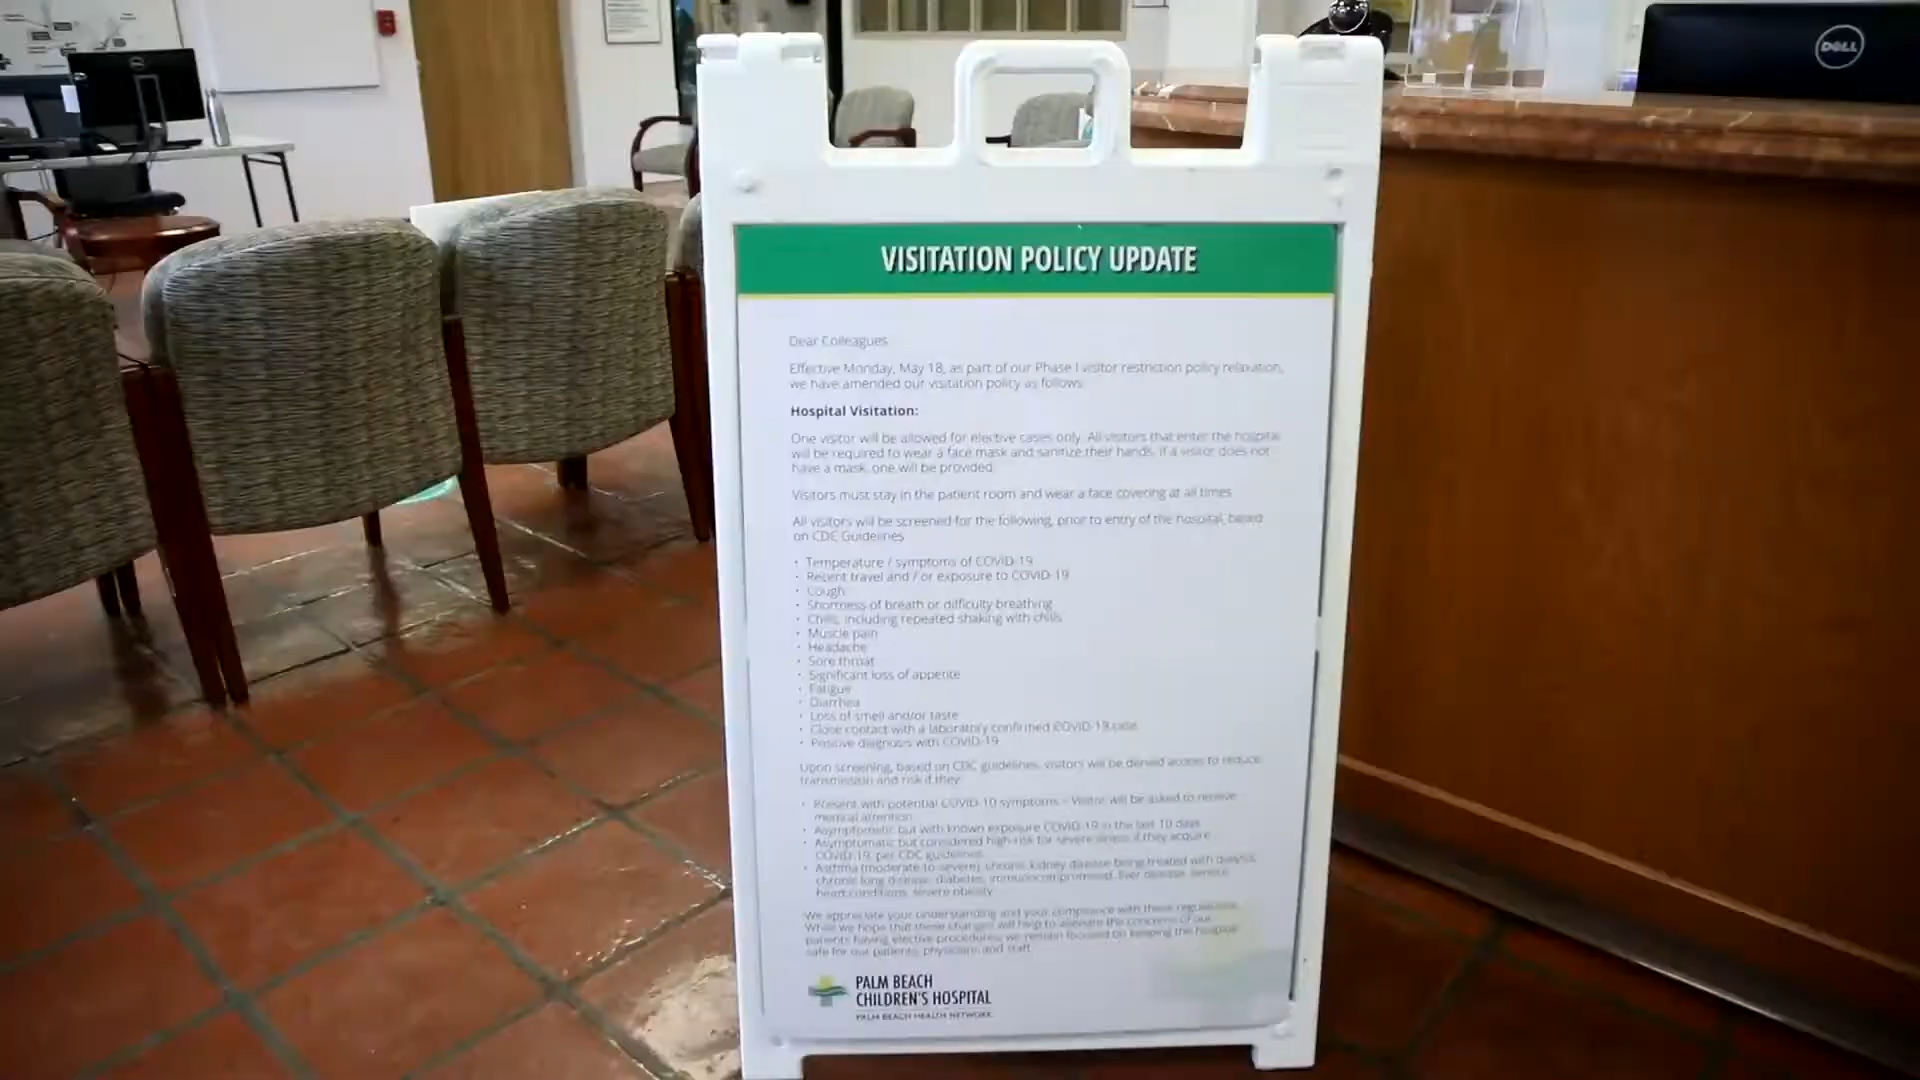 DELL
VISITATION POLICY UPDATE
Dear Colleagues
Effective Monday, May 18, as part of our Phase I visitor restriction policy relaxation,
we have amended our visitation policy as follows:
Hospital Visitation:
One visitor will be allowed for elective cases only. All visitors that enter the hospital
will be required to wear a face mask and sanitize their hands. If a visitor does not
have a mask, one will be provided.
Visitors must stay in the patient room and wear a face covering at all times
All visitors will be screened for the following, prior to entry of the hospital, based
on CDC Guidelines
• Temperature / symptoms of COVID-19
• Recent travel and / or exposure to COVID-19
• Cough
• Shortness of breath or difficulty breathing
• Chills, including repeated shaking with chills
• Muscle pain
• Headache
• Sore throat
• Significant loss of appetite
• Fatigue
• Diarrhea
• Loss of smell and/or taste
• Close contact with a laboratory confirmed COVID-19 case
• Positive diagnosis with COVID-19
Upon screening, based on CDC guidelines, visitors will be denied access to reduce
transmission and risk if they:
• Present with potential COVID-10 symptoms – Visitor will be asked to receive
medical attention
• Asymptomatic but with known exposure COVID-19 in the last 10 days
• Asymptomatic but considered high-risk for severe illness if they acquire
COVID-19, per CDC guidelines
• Asthma (moderate to severe), chronic kidney disease being treated with dialysis,
chronic long disease, diabetes, immunocompromised, liver disease, serious
heart conditions, severe obesity
We appreciate your understanding and your compliance with these regulations.
While we hope that these changes will help to alleviate the concerns of our
patients having elective procedures, we remain focused on keeping the hospital
safe for our patients, physicians and staff.
PALM BEACH
CHILDREN'S HOSPITAL
PALM BEACH HEALTH NETWORK